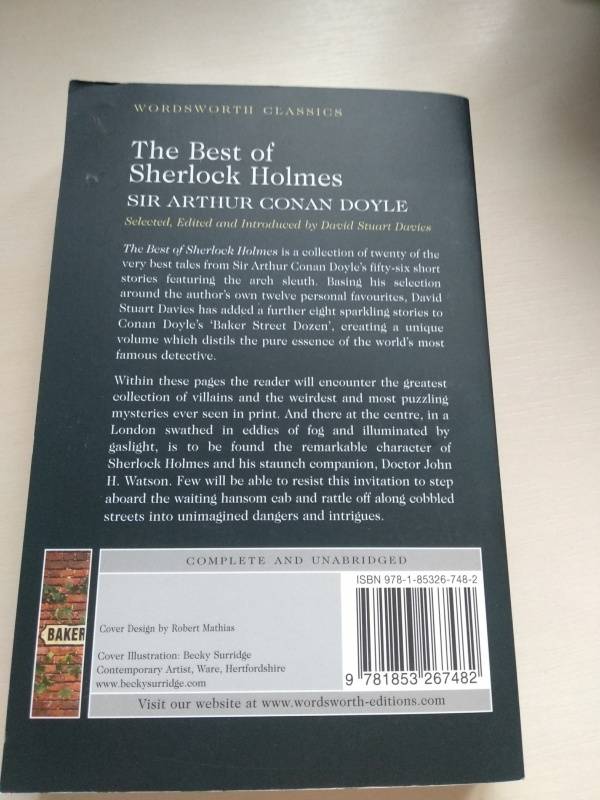 WORDSWORTH CLASSICS
The Best of
Sherlock Holmes
SIR ARTHUR CONAN DOYLE
Selected, Edited and Introduced by David Stuart Davies
The Best of Sherlock Holmes is a collection of twenty of the
very best tales from Sir Arthur Conan Doyle's fifty-six short
stories featuring the arch sleuth. Basing his selection
around the author's own twelve personal favourites, David
Stuart Davies has added a further eight sparkling stories to
Conan Doyle's 'Baker Street Dozen', creating a unique
volume which distils the pure essence of the world's most
famous detective.
Within these pages the reader will encounter the greatest
collection of villains and the weirdest and most puzzling
mysteries ever seen in print. And there at the centre, in a
London swathed in eddies of fog and illuminated by
gaslight, is to be found the remarkable character of
Sherlock Holmes and his staunch companion, Doctor John
H. Watson. Few will be able to resist this invitation to step
aboard the waiting hansom cab and rattle off along cobbled
streets into unimagined dangers and intrigues.
COMPLETE AND UNABRIDGED
ISBN 978-1-85326-748-2
BAKER
Cover Design by Robert Mathias
Cover Illustration: Becky Surridge
Contemporary Artist, Ware, Hertfordshire
www.beckysurridge.com
9 781853 267482
Visit our website at www.wordsworth-editions.com